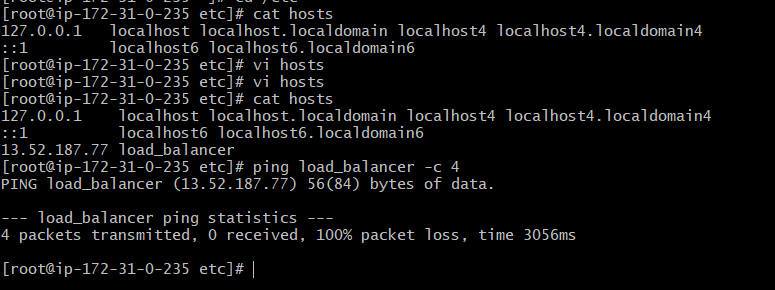 [root@ip-172-31-0-235 etc]# cat hosts
127.0.0.1   localhost localhost.localdomain localhost4 localhost4.localdomain4
::1         localhost6 localhost6.localdomain6
[root@ip-172-31-0-235 etc]# vi hosts
[root@ip-172-31-0-235 etc]# vi hosts
[root@ip-172-31-0-235 etc]# cat hosts
127.0.0.1    localhost localhost.localdomain localhost4 localhost4.localdomain4
::1          localhost6 localhost6.localdomain6
13.52.187.77 load_balancer
[root@ip-172-31-0-235 etc]# ping load_balancer -c 4
PING load_balancer (13.52.187.77) 56(84) bytes of data.
--- load_balancer ping statistics ---
4 packets transmitted, 0 received, 100% packet loss, time 3056ms
[root@ip-172-31-0-235 etc]#